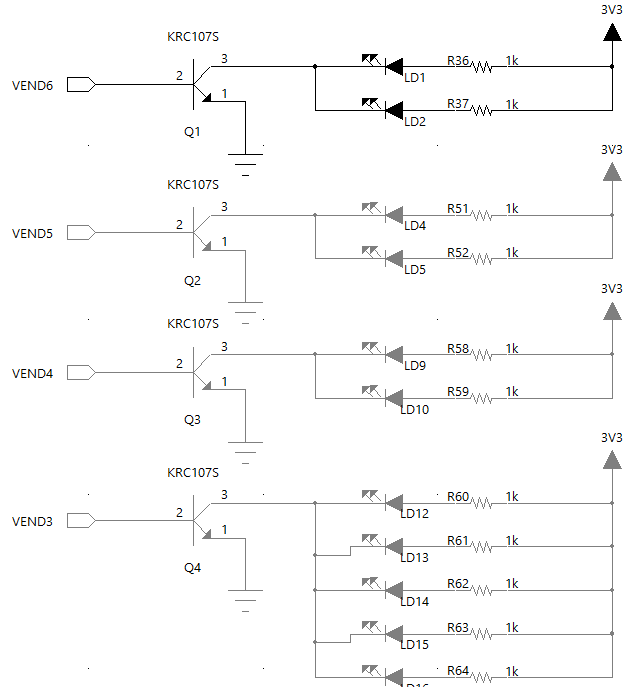 3V3
KRC107S
3
R36 1k
2
VEND6
LD1
1
R37 1k
LD2
Q1
3V3
KRC107S
3
R51 1k
2
VEND5
LD4
1
R52 1k
LD5
Q2
3V3
KRC107S
3
R58 1k
2
VEND4
LD9
1
R59 1k
LD10
Q3
3V3
KRC107S
3
R60 1k
2
VEND3
LD12
1
R61 1k
LD13
Q4
R62 1k
LD14
R63 1k
LD15
R64 1k